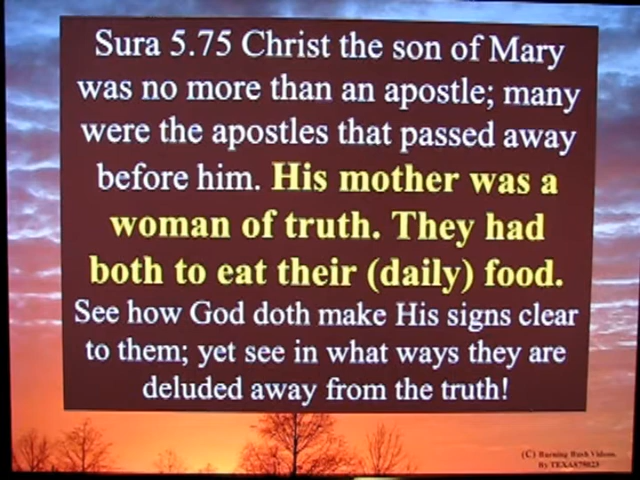 Sura 5.75 Christ the son of Mary
was no more than an apostle; many
were the apostles that passed away
before him. His mother was a
woman of truth. They had
both to eat their (daily) food.
See how God doth make His signs clear
to them; yet see in what ways they are
deluded away from the truth!
(C) Burning Bush Videos.
By TEXAS78023